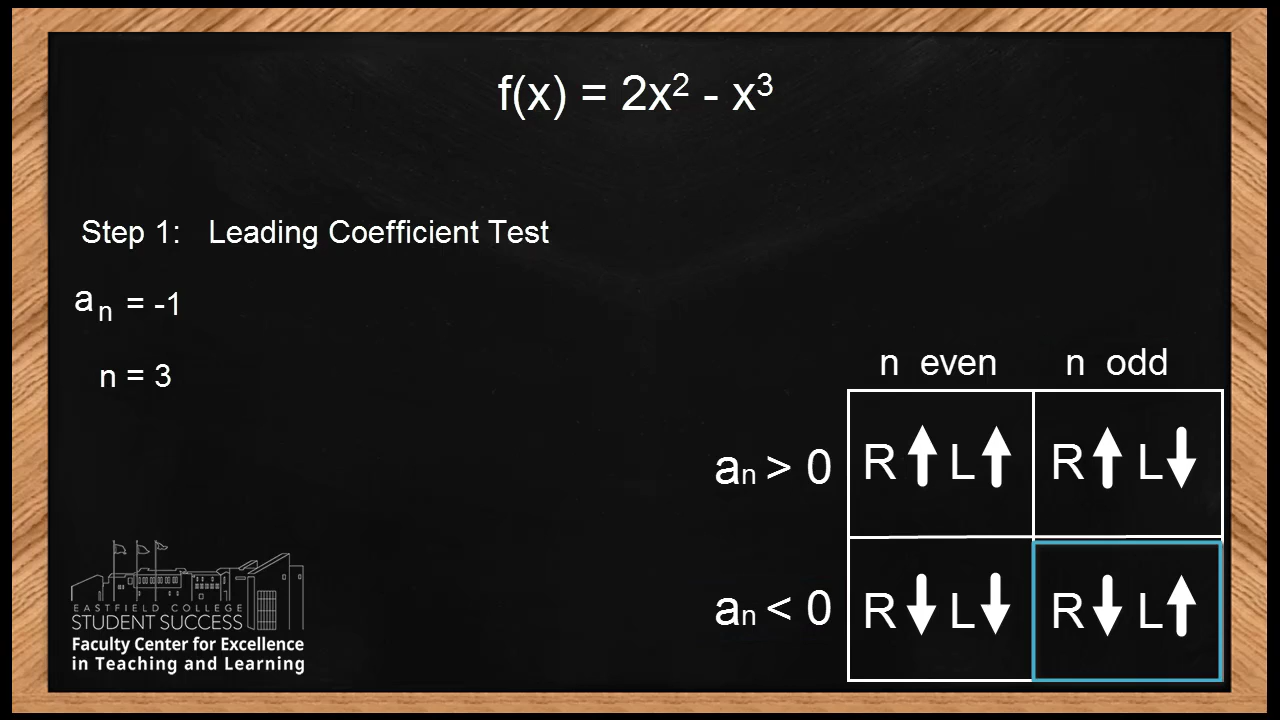 f(x) = 2x² - x³
Step 1: Leading Coefficient Test
aₙ = -1
n = 3
n even n odd
aₙ > 0 R L R L
aₙ < 0 R L R L
EASTFIELD COLLEGE
STUDENT SUCCESS
Faculty Center for Excellence
in Teaching and Learning